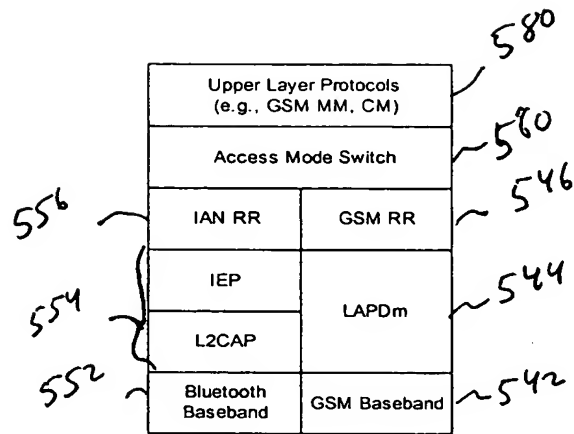 580
Upper Layer Protocols
(e.g., GSM MM, CM)
580
Access Mode Switch
556
IAN RR
GSM RR
546
554
IEP
L2CAP
LAPDm
544
552
Bluetooth
Baseband
GSM Baseband
542